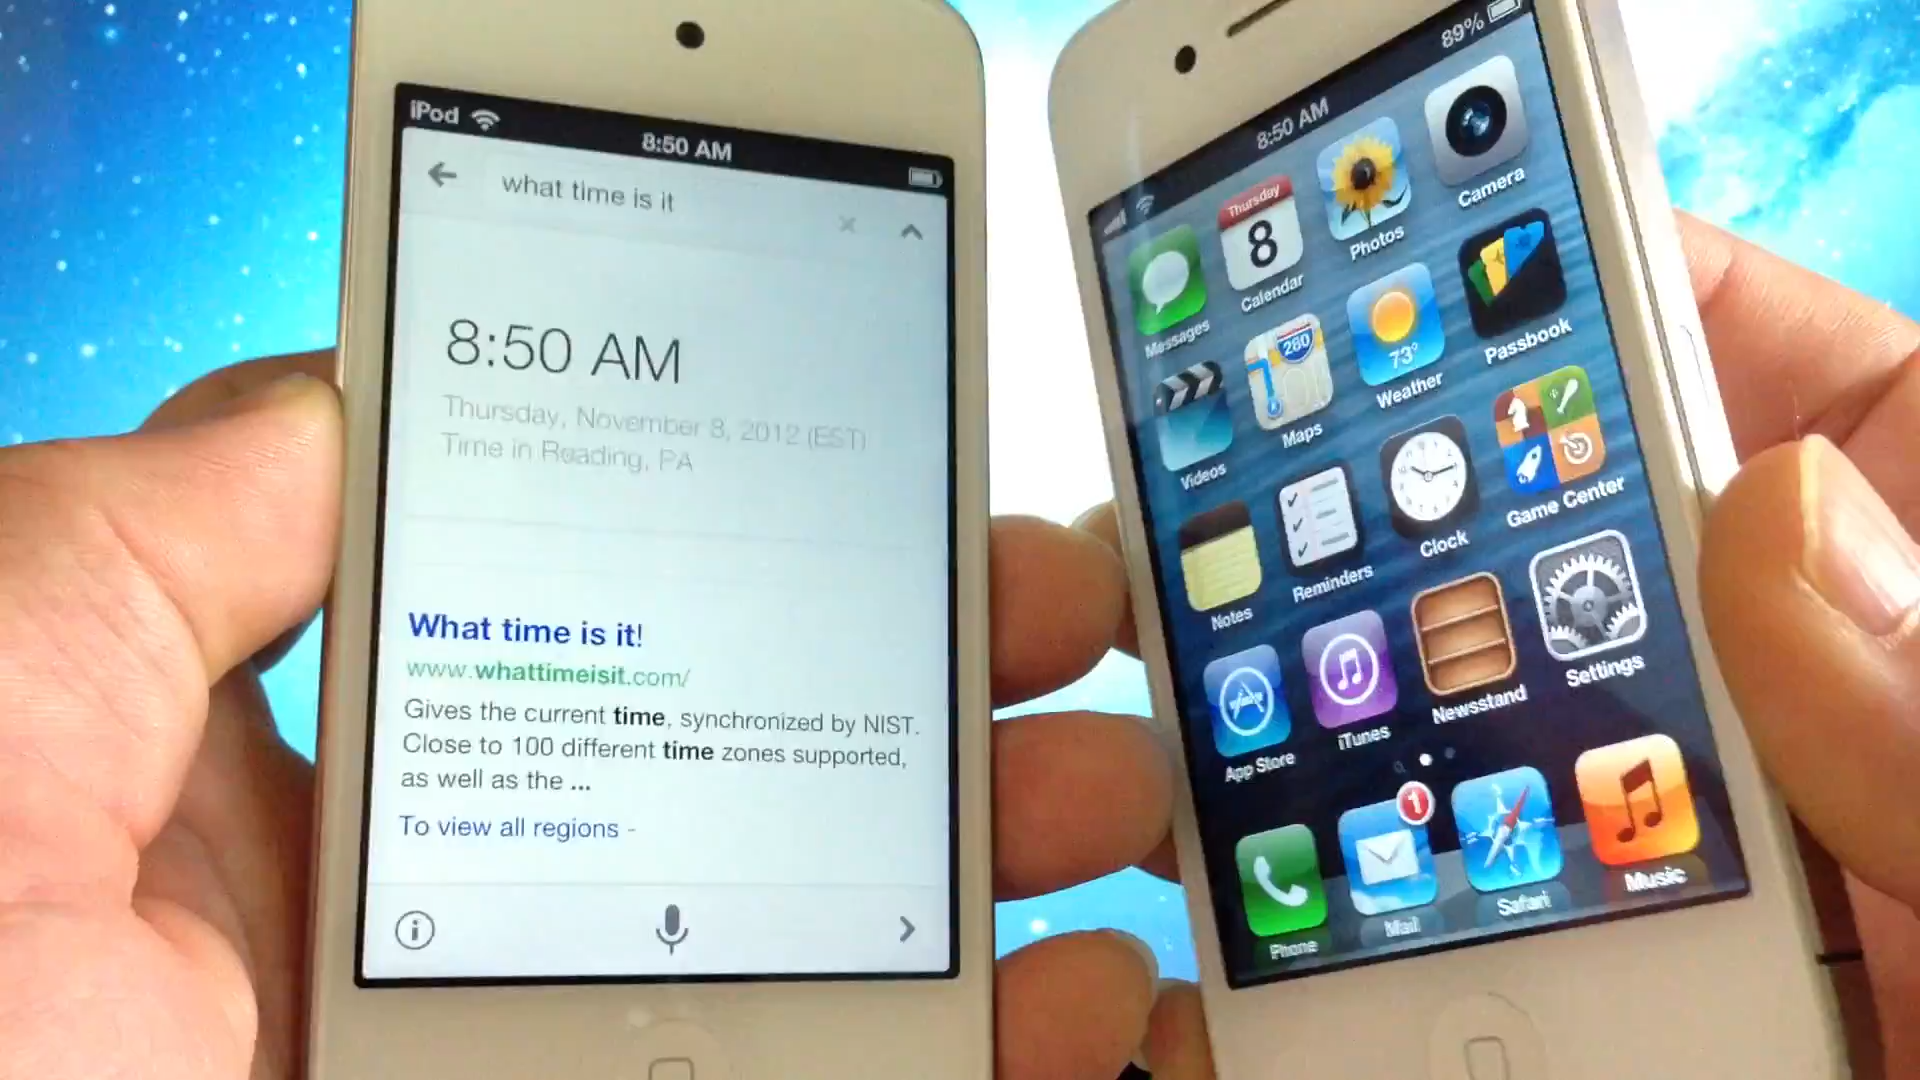 iPod
8:50 AM
what time is it
8:50 AM
Thursday, November 8, 2012 (EST)
Time in Reading, PA
What time is it!
www.whattimeisit.com/
Gives the current time, synchronized by NIST.
Close to 100 different time zones supported,
as well as the ...
To view all regions -
8:50 AM
89%
Messages
Thursday
8
Calendar
Photos
Camera
Videos
280
Maps
73°
Weather
Passbook
Notes
Reminders
Clock
Game Center
App Store
iTunes
Newsstand
Settings
Phone
1
Mail
Safari
Music